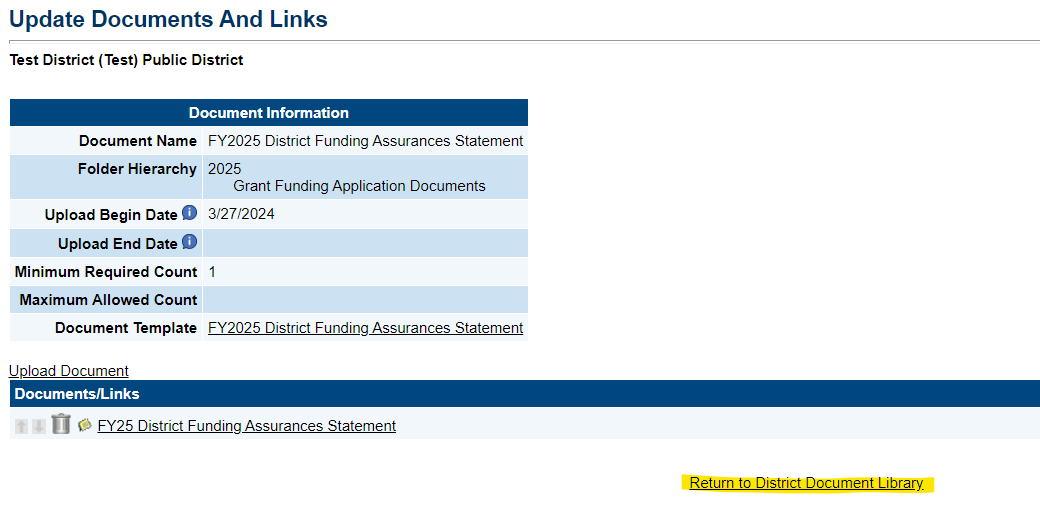 Update Documents And Links
Test District (Test) Public District
Document Information
Document Name FY2025 District Funding Assurances Statement
Folder Hierarchy 2025
Grant Funding Application Documents
Upload Begin Date 3/27/2024
Upload End Date
Minimum Required Count 1
Maximum Allowed Count
Document Template FY2025 District Funding Assurances Statement
Upload Document
Documents/Links
FY25 District Funding Assurances Statement
Return to District Document Library